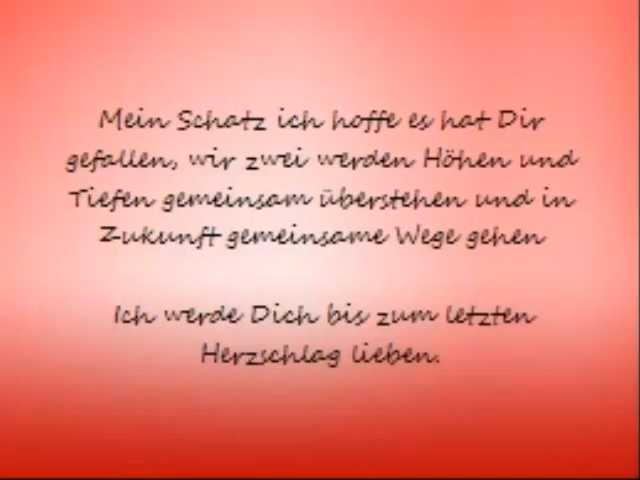 Mein Schatz ich hoffe es hat Dir
gefallen, wir zwei werden Höhen und
Tiefen gemeinsam überstehen und in
Zukunft gemeinsame Wege gehen
Ich werde Dich bis zum letzten
Herzschlag lieben.